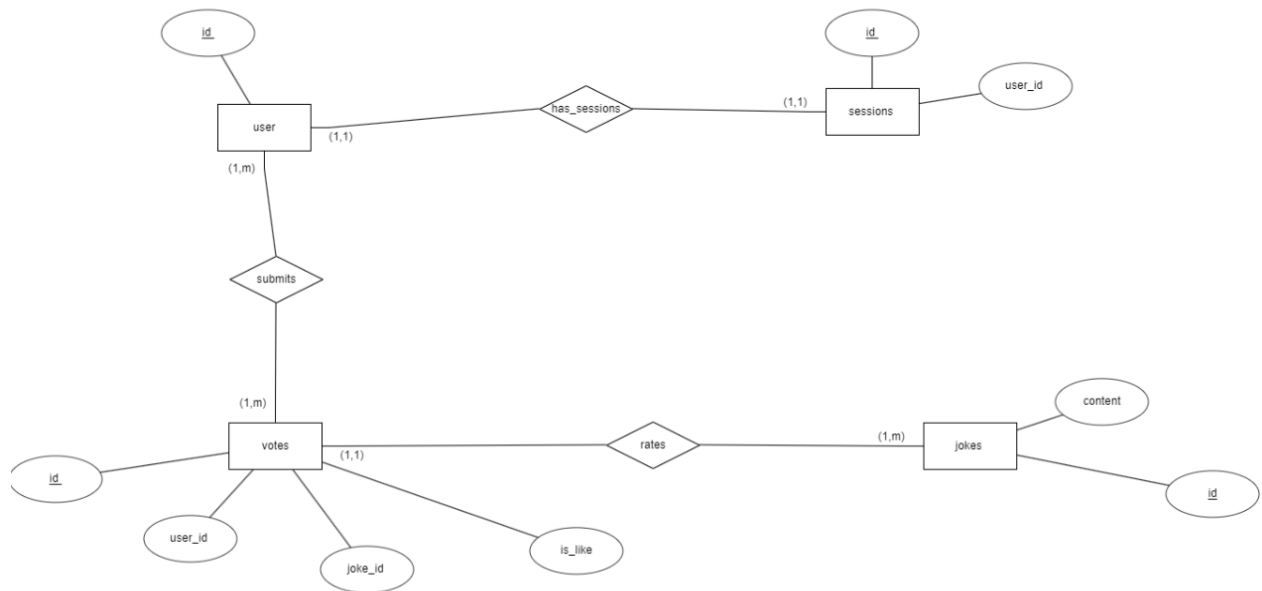 id
id
user_id
user
has_sessions
sessions
(1,1)
(1,1)
(1,m)
submits
(1,m)
votes
(1,1)
rates
(1,m)
jokes
content
id
id
user_id
joke_id
is_like